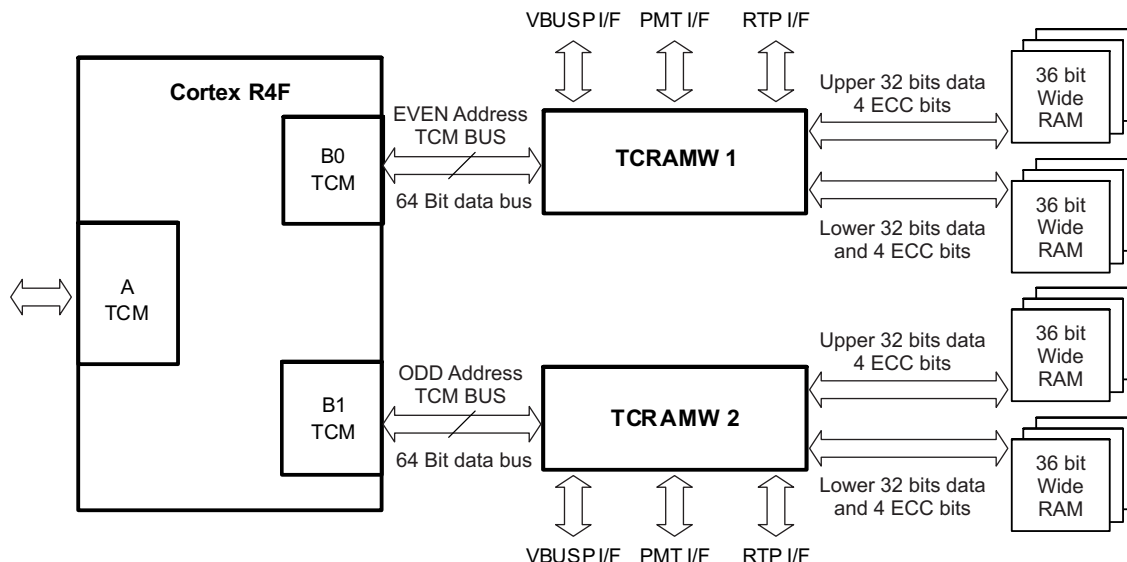 VBUSP I/F PMT I/F RTP I/F
Cortex R4F
EVEN Address
TCM BUS
64 Bit data bus
B0
TCM
TCRAMW 1
Upper 32 bits data
4 ECC bits
36 bit
Wide
RAM
Lower 32 bits data
and 4 ECC bits
36 bit
Wide
RAM
A
TCM
B1
TCM
ODD Address
TCM BUS
64 Bit data bus
TCRAMW 2
Upper 32 bits data
4 ECC bits
36 bit
Wide
RAM
Lower 32 bits data
and 4 ECC bits
36 bit
Wide
RAM
VBUSP I/F PMT I/F RTP I/F